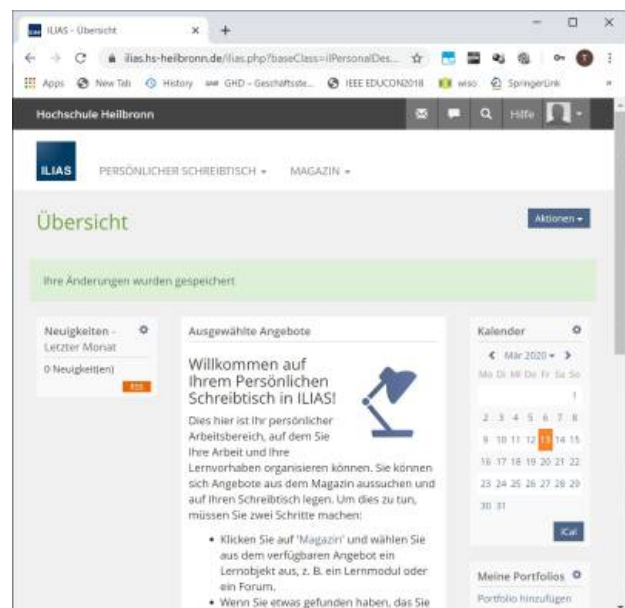 ILIAS - Übersicht
ilias.hs-heilbronn.de/ilias.php?baseClass=ilPersonalDes...
Apps New Tab History GHD - Geschäftsste... IEEE EDUCON2018 wiso SpringerLink »
Hochschule Heilbronn Hilfe
ILIAS PERSÖNLICHER SCHREIBTISCH MAGAZIN
Übersicht Aktionen
Ihre Änderungen wurden gespeichert
Neuigkeiten -
Letzter Monat
0 Neuigkeit(en)
RSS
Ausgewählte Angebote
Willkommen auf
Ihrem Persönlichen
Schreibtisch in ILIAS!
Dies hier ist Ihr persönlicher
Arbeitsbereich, auf dem Sie
Ihre Arbeit und Ihre
Lernvorhaben organisieren können. Sie können
sich Angebote aus dem Magazin aussuchen und
auf Ihren Schreibtisch legen. Um dies zu tun,
müssen Sie zwei Schritte machen:
• Klicken Sie auf 'Magazin' und wählen Sie
aus dem verfügbaren Angebot ein
Lernobjekt aus, z. B. ein Lernmodul oder
ein Forum.
• Wenn Sie etwas gefunden haben, das Sie
Kalender
Mär 2020
Mo Di Mi Do Fr Sa So
1
2 3 4 5 6 7 8
9 10 11 12 13 14 15
16 17 18 19 20 21 22
23 24 25 26 27 28 29
30 31
iCal
Meine Portfolios
Portfolio hinzufügen